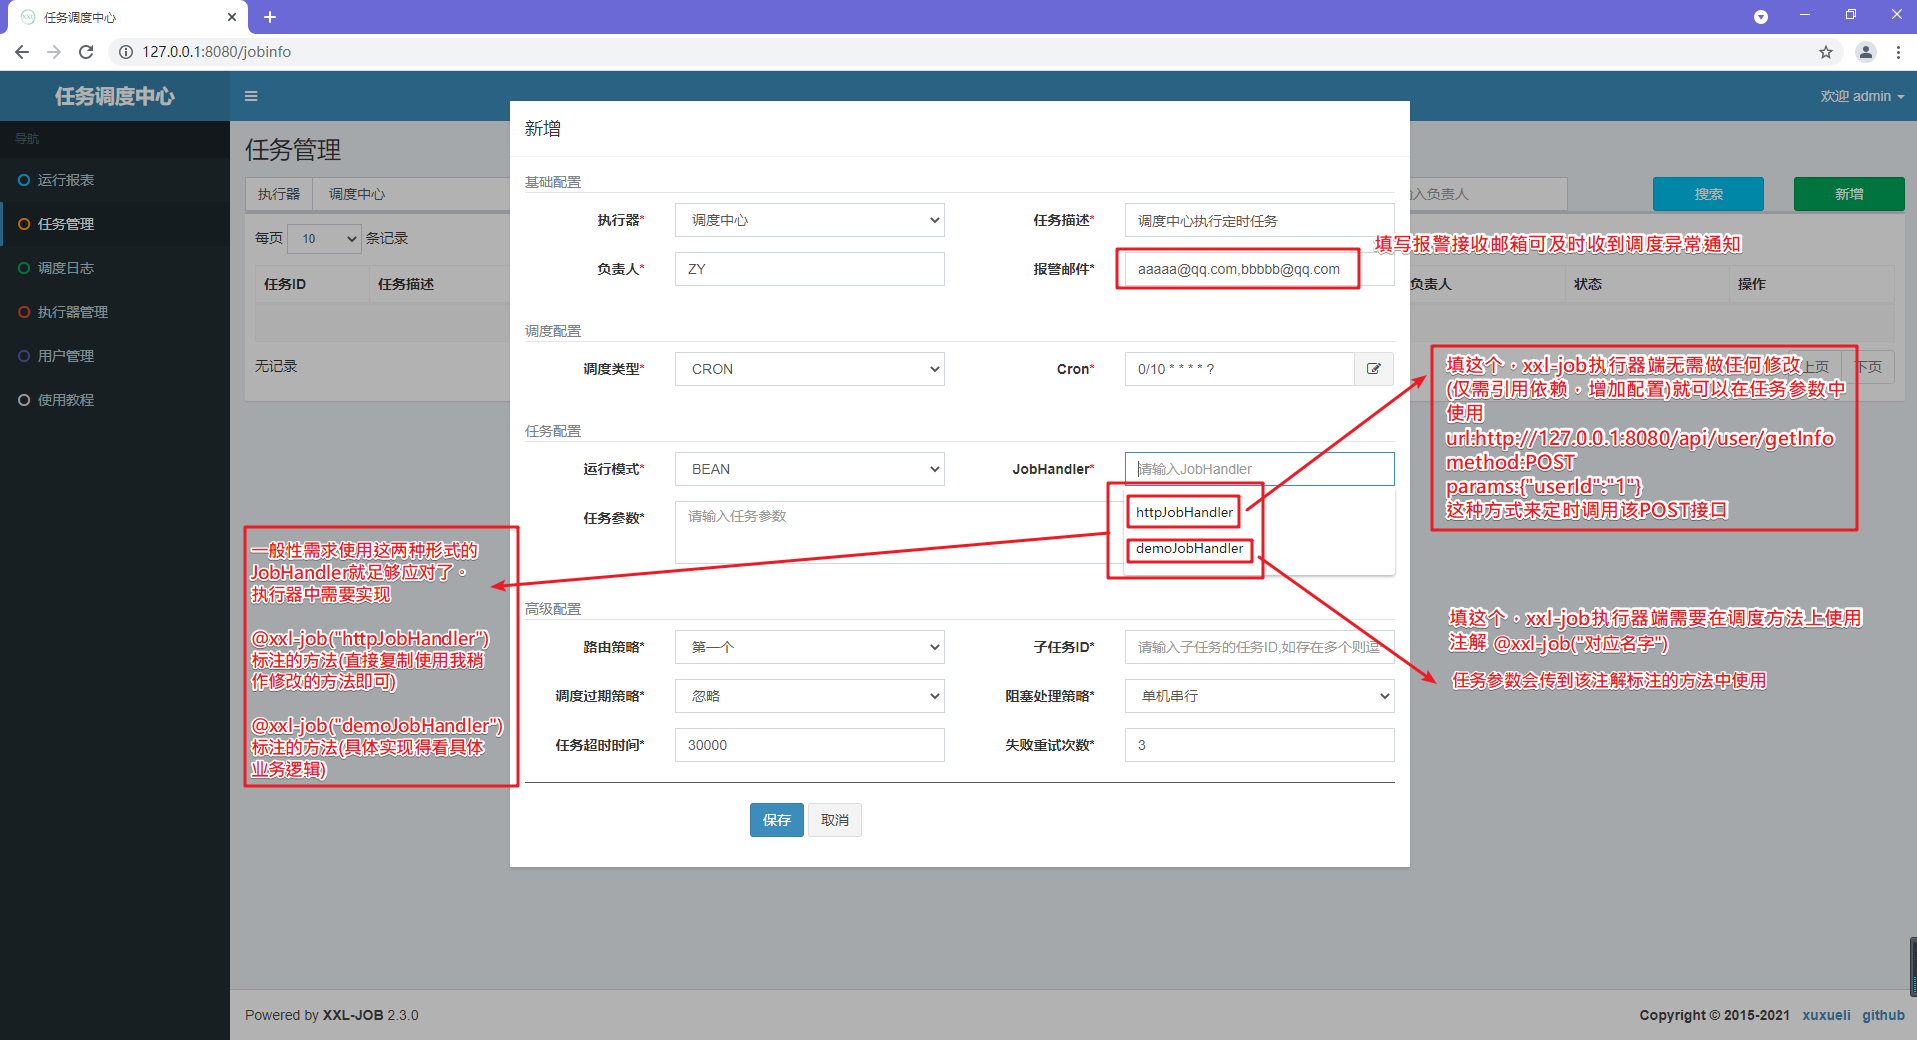 任务调度中心
127.0.0.1:8080/jobinfo
任务调度中心
欢迎 admin
导航
运行报表
任务管理
调度日志
执行器管理
用户管理
使用教程
任务管理
执行器
调度中心
入负责人
搜索
新增
每页
10
条记录
任务ID
任务描述
负责人
状态
操作
无记录
上页
下页
新增
基础配置
执行器*
调度中心
任务描述*
调度中心执行定时任务
负责人*
ZY
报警邮件*
aaaaa@qq.com,bbbbb@qq.com
填写报警接收邮箱可及时收到调度异常通知
调度配置
调度类型*
CRON
Cron*
0/10 * * * * ?
任务配置
运行模式*
BEAN
JobHandler*
请输入JobHandler
httpJobHandler
demoJobHandler
任务参数*
请输入任务参数
填这个，xxl-job执行器端无需做任何修改
(仅需引用依赖，增加配置)就可以在任务参数中
使用
url:http://127.0.0.1:8080/api/user/getInfo
method:POST
params:{"userId":"1"}
这种方式来定时调用该POST接口
一般性需求使用这两种形式的
JobHandler就足够应对了。
执行器中需要实现
@xxl-job("httpJobHandler")
标注的方法(直接复制使用我稍
作修改的方法即可)
@xxl-job("demoJobHandler")
标注的方法(具体实现得看具体
业务逻辑)
填这个，xxl-job执行器端需要在调度方法上使用
注解 @xxl-job("对应名字")
任务参数会传到该注解标注的方法中使用
高级配置
路由策略*
第一个
子任务ID*
请输入子任务的任务ID,如存在多个则逗
调度过期策略*
忽略
阻塞处理策略*
单机串行
任务超时时间*
30000
失败重试次数*
3
保存
取消
Powered by XXL-JOB 2.3.0
Copyright © 2015-2021 xuxueli github